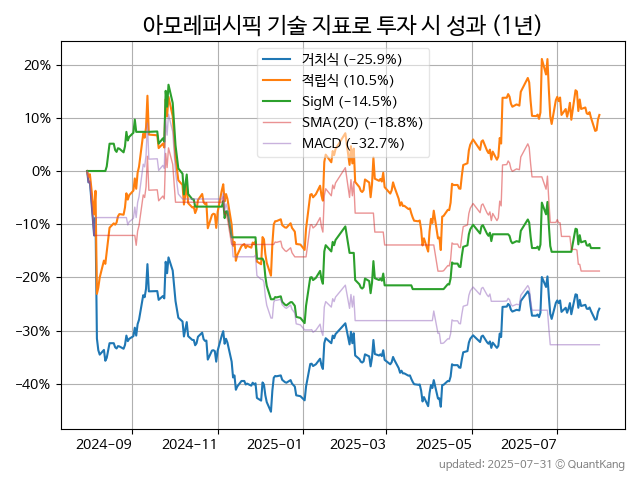 아모레퍼시픽 기술 지표로 투자 시 성과 (1년)
거치식 (−25.9%)
적립식 (10.5%)
SigM (−14.5%)
SMA(20) (−18.8%)
MACD (−32.7%)
20%
10%
0%
−10%
−20%
−30%
−40%
2024−09 2024−11 2025−01 2025−03 2025−05 2025−07
updated: 2025-07-31 © QuantKang